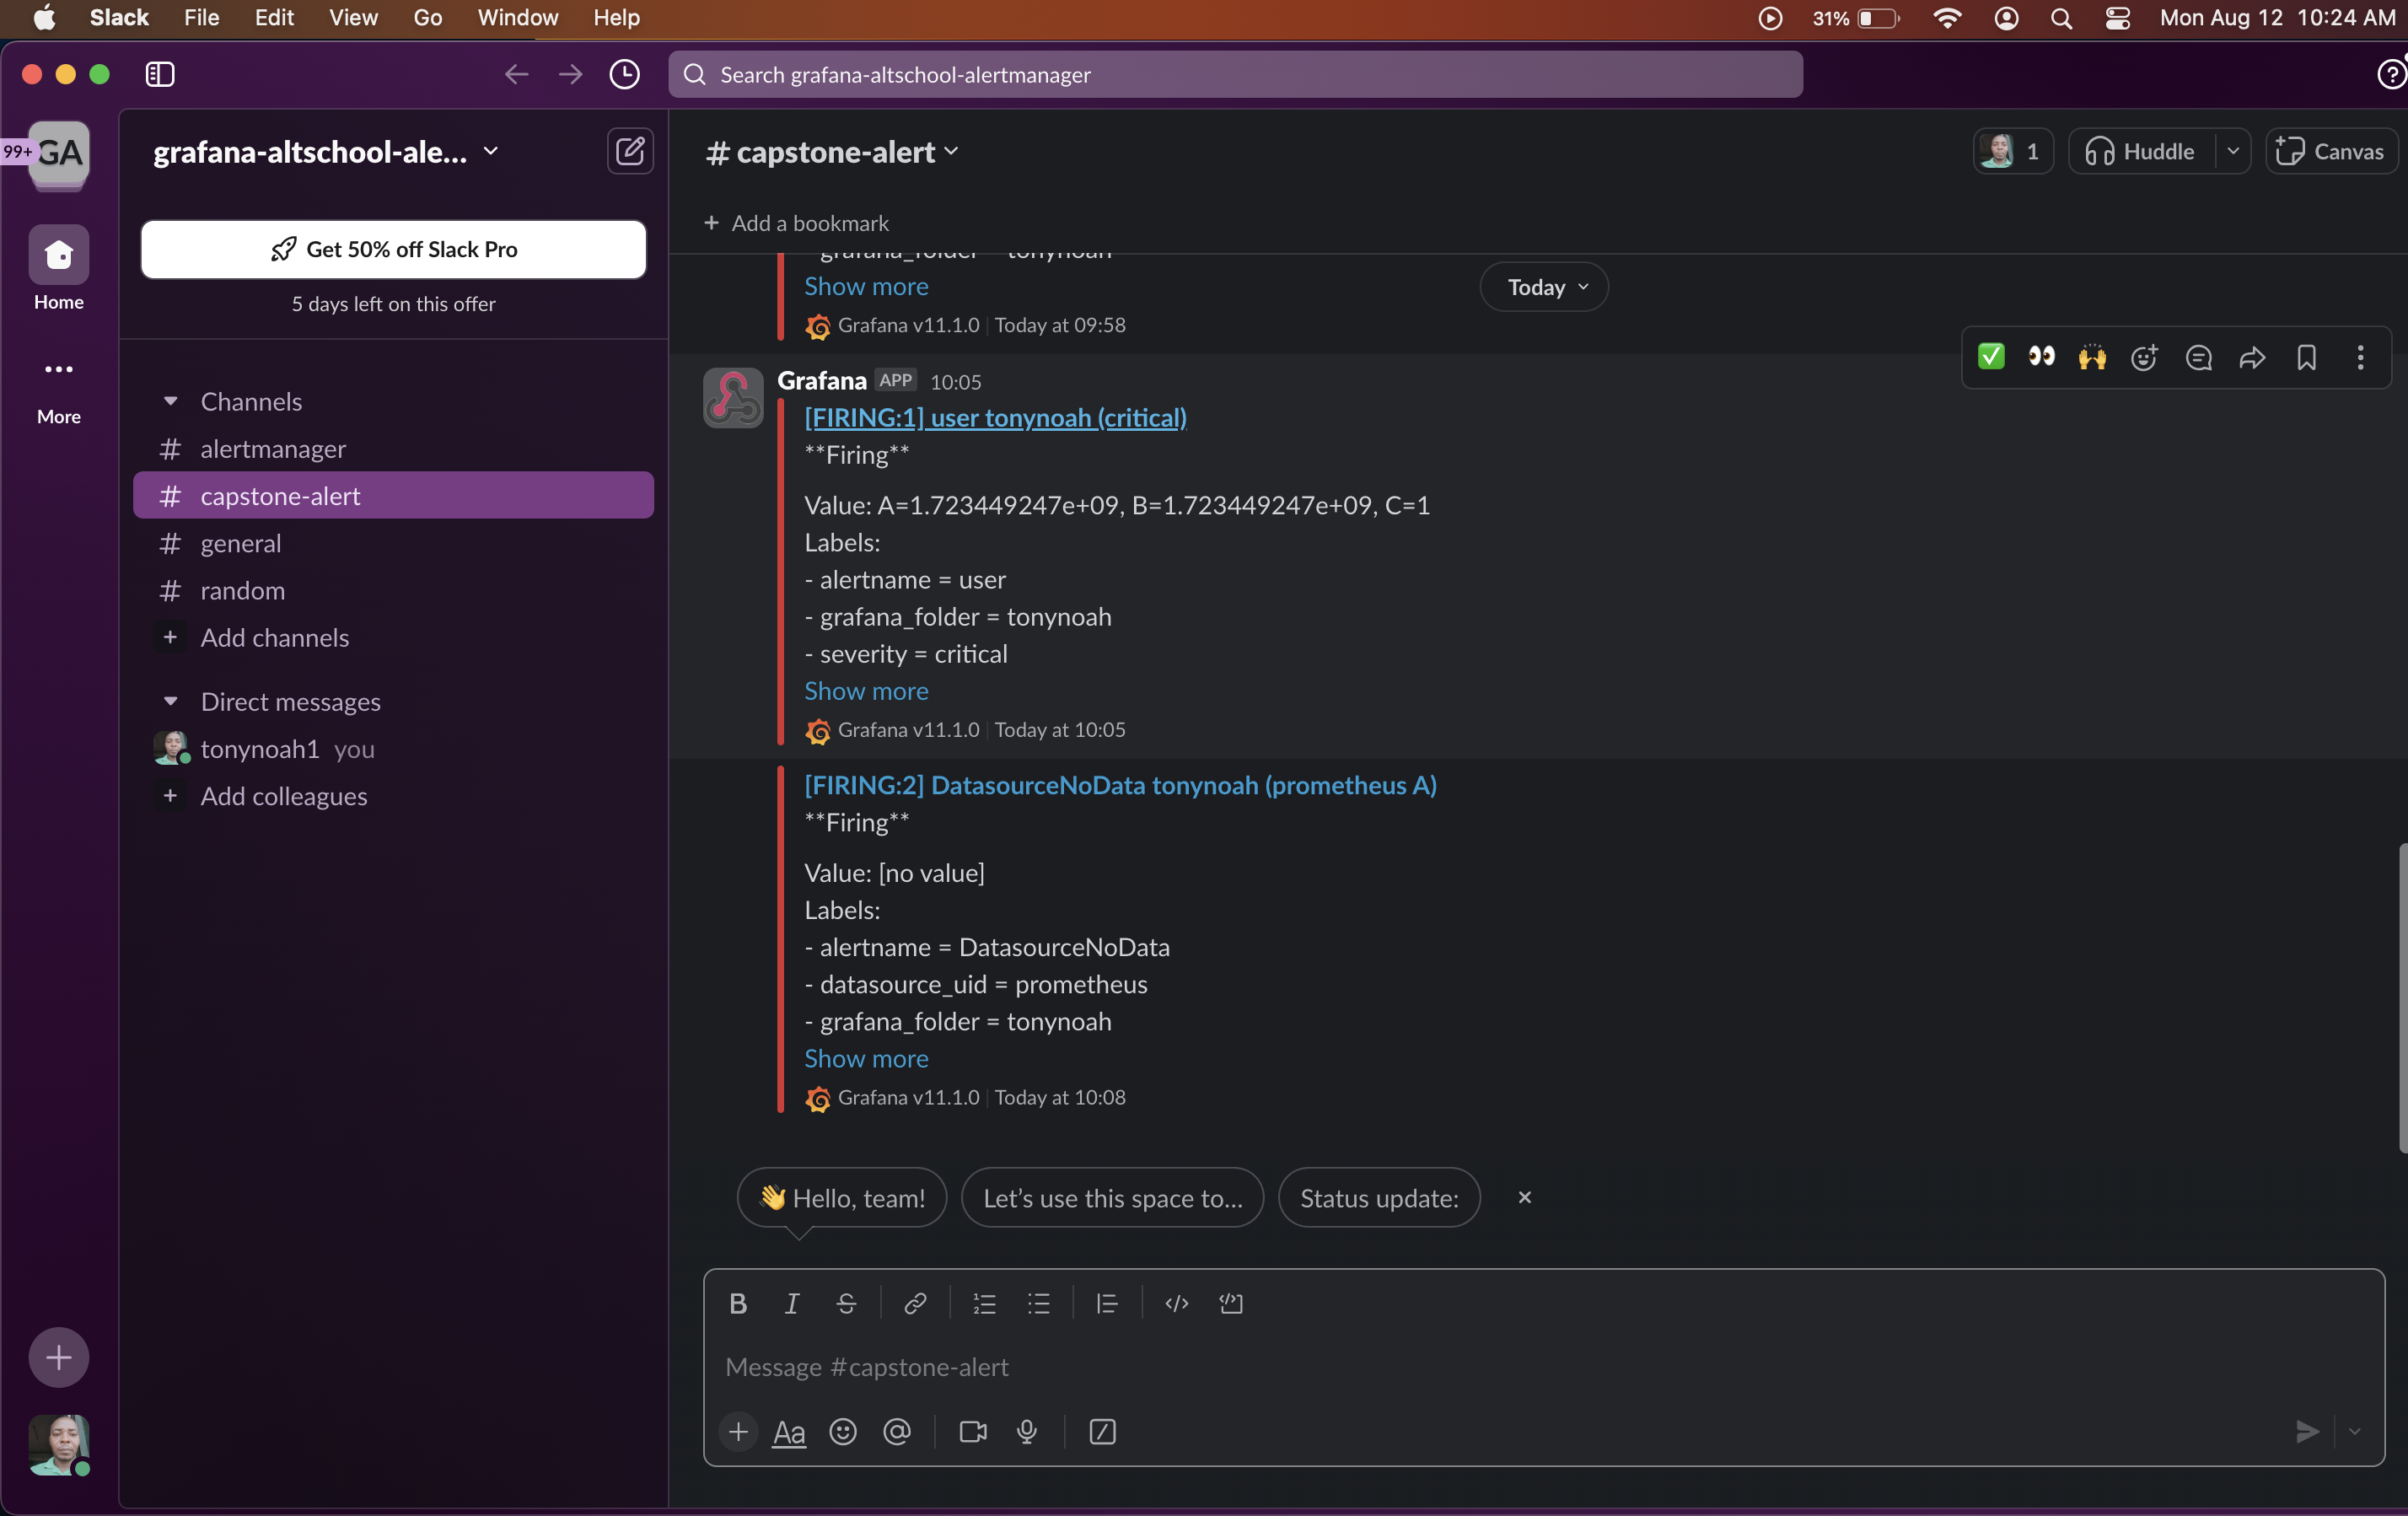 Slack File Edit View Go Window Help 31% Mon Aug 12 10:24 AM
Search grafana-altschool-alertmanager
99+ GA
Home
More
grafana-altschool-ale...
Get 50% off Slack Pro
5 days left on this offer
Channels
# alertmanager
# capstone-alert
# general
# random
+ Add channels
Direct messages
tonynoah1 you
+ Add colleagues
# capstone-alert
1 Huddle Canvas
+ Add a bookmark
- grafana_folder = tonynoah
Show more
Today
Grafana v11.1.0 | Today at 09:58
Grafana APP 10:05
[FIRING:1] user tonynoah (critical)
**Firing**
Value: A=1.723449247e+09, B=1.723449247e+09, C=1
Labels:
- alertname = user
- grafana_folder = tonynoah
- severity = critical
Show more
Grafana v11.1.0 | Today at 10:05
[FIRING:2] DatasourceNoData tonynoah (prometheus A)
**Firing**
Value: [no value]
Labels:
- alertname = DatasourceNoData
- datasource_uid = prometheus
- grafana_folder = tonynoah
Show more
Grafana v11.1.0 | Today at 10:08
👋 Hello, team! Let's use this space to... Status update:
B I S
Message #capstone-alert
Aa